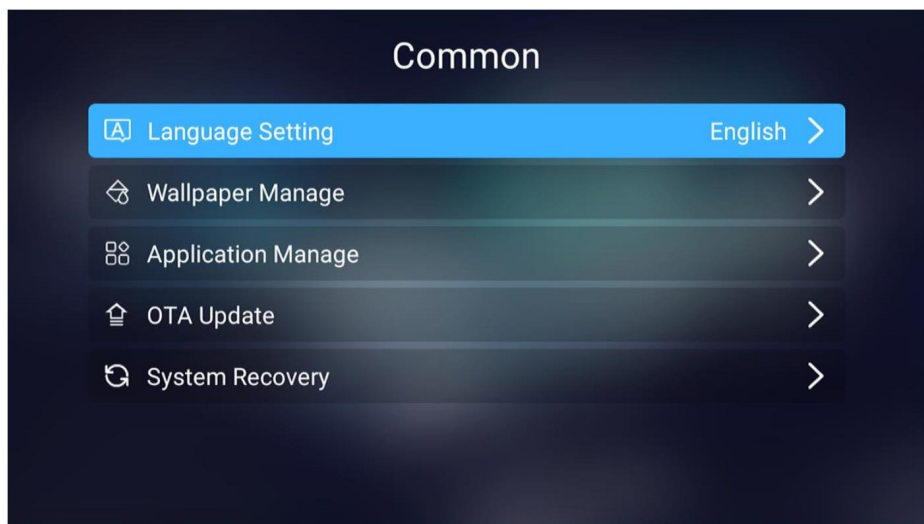 Common
Language Setting English
Wallpaper Manage
Application Manage
OTA Update
System Recovery